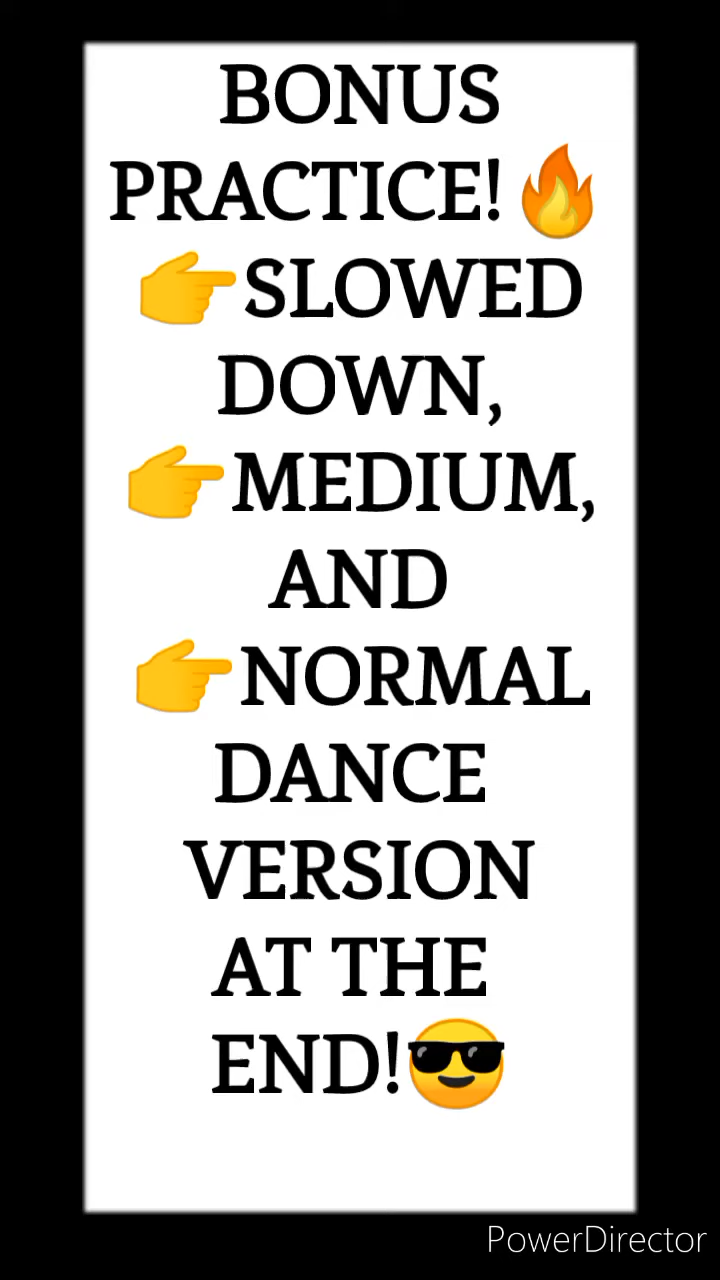 BONUS
PRACTICE!🔥
👉SLOWED
DOWN,
👉MEDIUM,
AND
👉NORMAL
DANCE
VERSION
AT THE
END!😎
PowerDirector